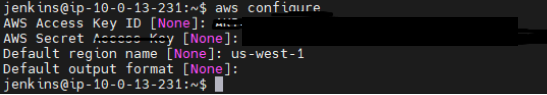 jenkins@ip-10-0-13-231:~$ aws configure
AWS Access Key ID [None]:
AWS Secret Access Key [None]:
Default region name [None]: us-west-1
Default output format [None]:
jenkins@ip-10-0-13-231:~$